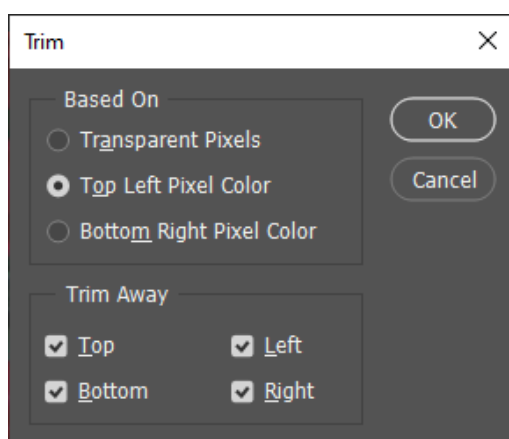 Trim
Based On
Transparent Pixels
Top Left Pixel Color
Bottom Right Pixel Color
OK
Cancel
Trim Away
Top
Left
Bottom
Right